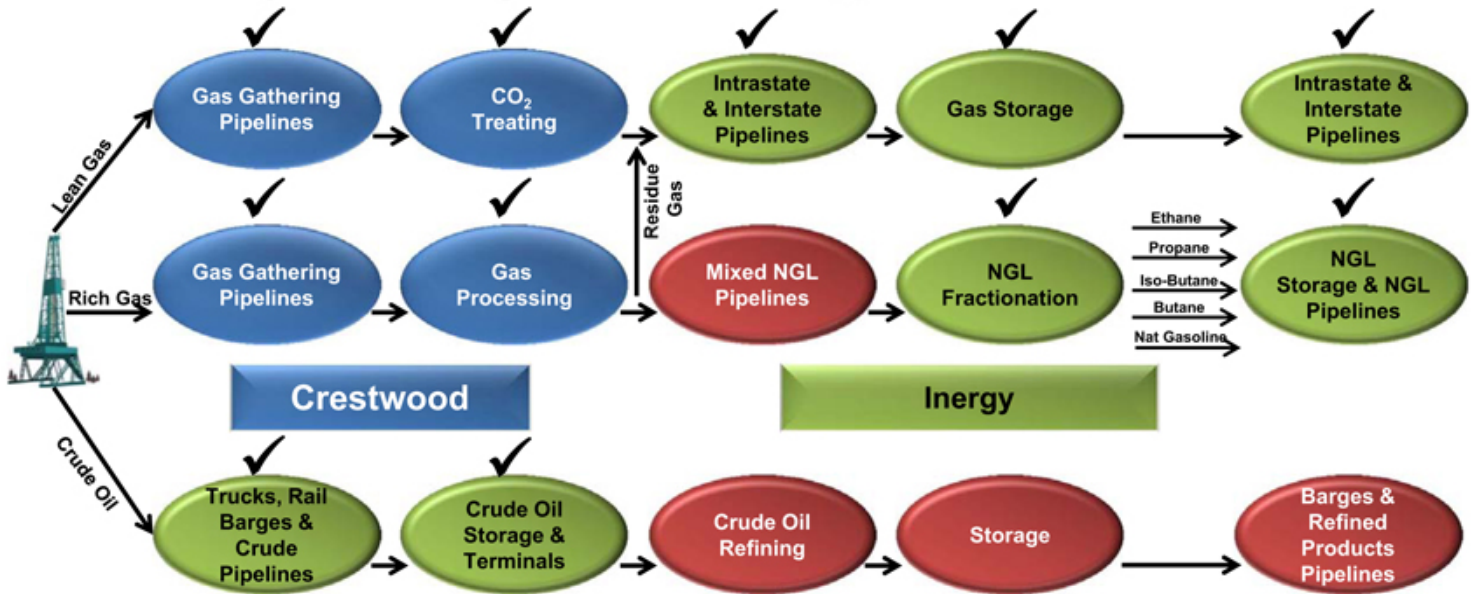 Gas Gathering
Pipelines
CO₂
Treating
Intrastate
& Interstate
Pipelines
Gas Storage
Intrastate &
Interstate
Pipelines
Lean Gas
Residue
Gas
Rich Gas
Gas Gathering
Pipelines
Gas
Processing
Mixed NGL
Pipelines
NGL
Fractionation
Ethane
Propane
Iso-Butane
Butane
Nat Gasoline
NGL
Storage & NGL
Pipelines
Crestwood
Inergy
Crude Oil
Trucks, Rail
Barges &
Crude
Pipelines
Crude Oil
Storage &
Terminals
Crude Oil
Refining
Storage
Barges &
Refined
Products
Pipelines